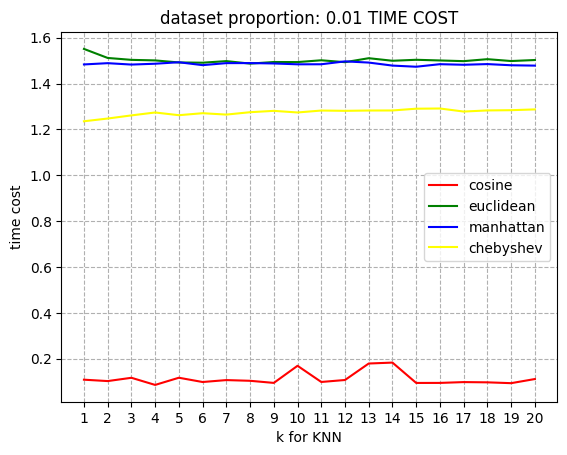 dataset proportion: 0.01 TIME COST
1.6
1.4
1.2
1.0
0.8
0.6
0.4
0.2
time cost
cosine
euclidean
manhattan
chebyshev
1 2 3 4 5 6 7 8 9 10 11 12 13 14 15 16 17 18 19 20
k for KNN